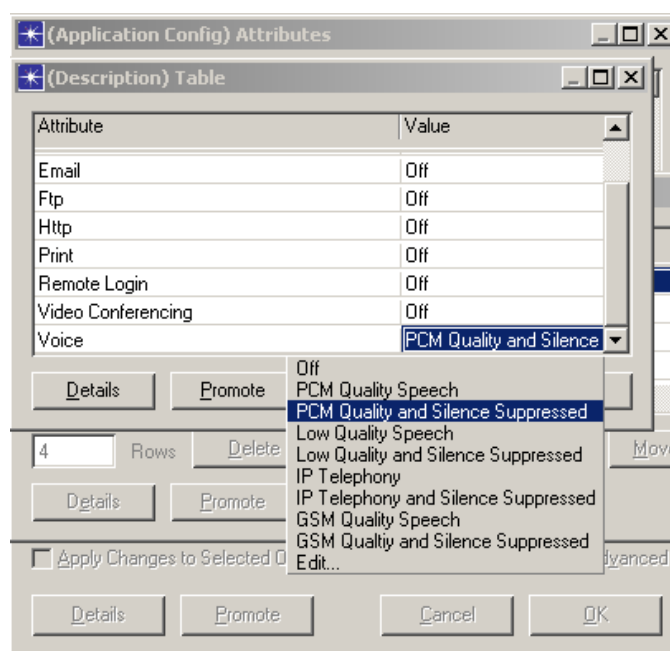 (Application Config) Attributes
(Description) Table
Attribute Value
Email Off
Ftp Off
Http Off
Print Off
Remote Login Off
Video Conferencing Off
Voice PCM Quality and Silence
Details Promote
Off
PCM Quality Speech
PCM Quality and Silence Suppressed
Low Quality Speech
Low Quality and Silence Suppressed
IP Telephony
IP Telephony and Silence Suppressed
GSM Quality Speech
GSM Qualtiy and Silence Suppressed
Edit...
4 Rows Delete Move
Details Promote
Apply Changes to Selected O dvanced
Details Promote Cancel OK